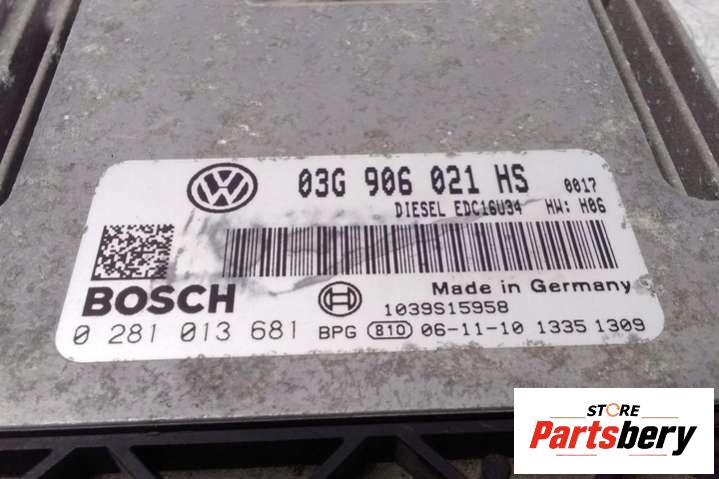 03G 906 021 HS 0017
DIESEL EDC16U34 HW: H06
Made in Germany
BOSCH 1039S15958
0 281 013 681 BPG 810 06-11-10 1335 1309
STORE
Partsbery